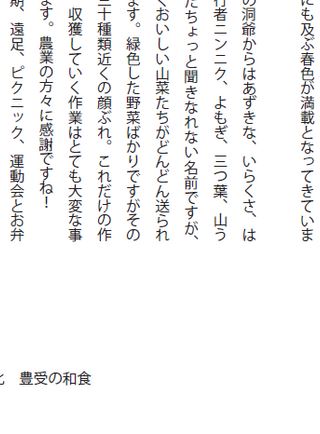 にも及ぶ春色が満載となってきていま
の洞爺からはあずきな、いらくさ、は
行者ニンニク、よもぎ、三つ葉、山う
たちょっと聞きなれない名前ですが、
くおいしい山菜たちがどんどん送られ
ます。緑色した野菜ばかりですがその
三十種類近くの顔ぶれ。これだけの作
収獲していく作業はとても大変な事
ます。農業の方々に感謝ですね！
期、遠足、ピクニック、運動会とお弁
豊受の和食